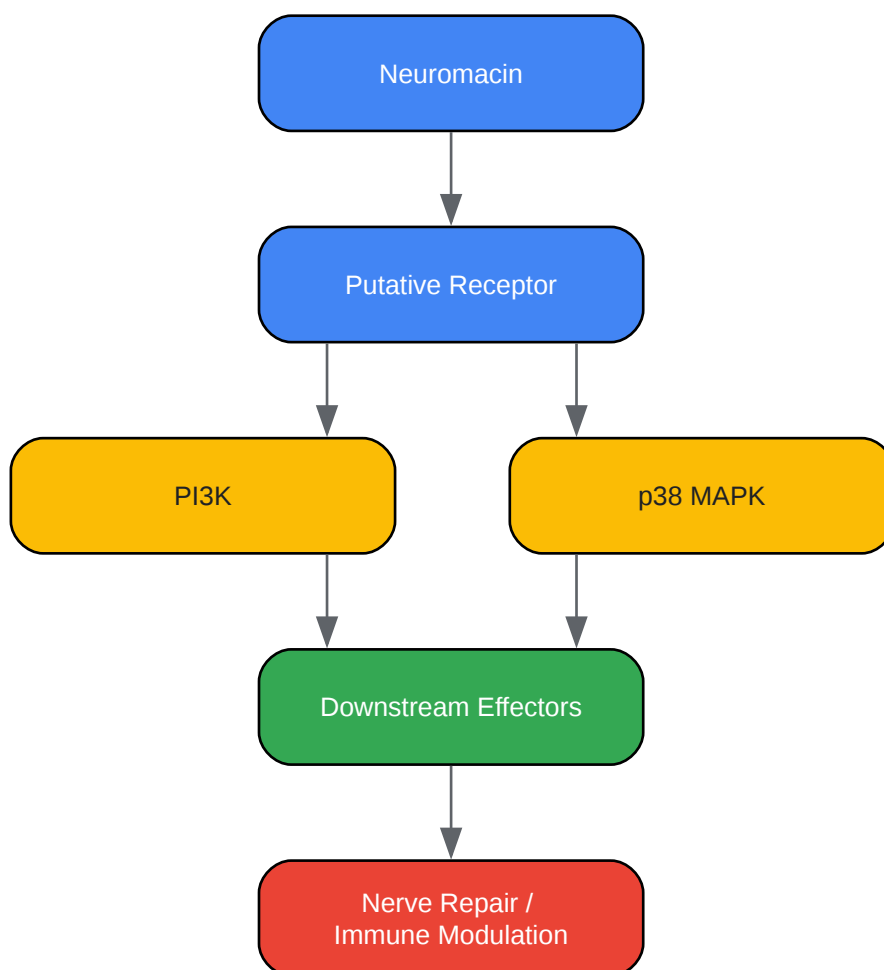 Neuromacin
Putative Receptor
PI3K
p38 MAPK
Downstream Effectors
Nerve Repair /
Immune Modulation